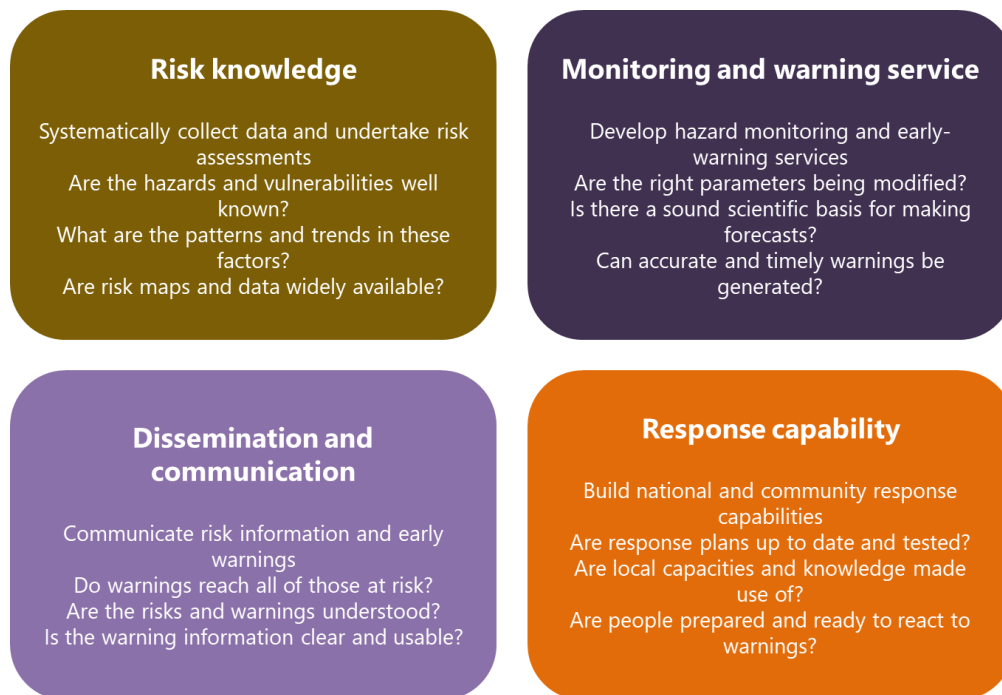 Risk knowledge
Systematically collect data and undertake risk
assessments
Are the hazards and vulnerabilities well
known?
What are the patterns and trends in these
factors?
Are risk maps and data widely available?
Monitoring and warning service
Develop hazard monitoring and early-
warning services
Are the right parameters being modified?
Is there a sound scientific basis for making
forecasts?
Can accurate and timely warnings be
generated?
Dissemination and
communication
Communicate risk information and early
warnings
Do warnings reach all of those at risk?
Are the risks and warnings understood?
Is the warning information clear and usable?
Response capability
Build national and community response
capabilities
Are response plans up to date and tested?
Are local capacities and knowledge made
use of?
Are people prepared and ready to react to
warnings?